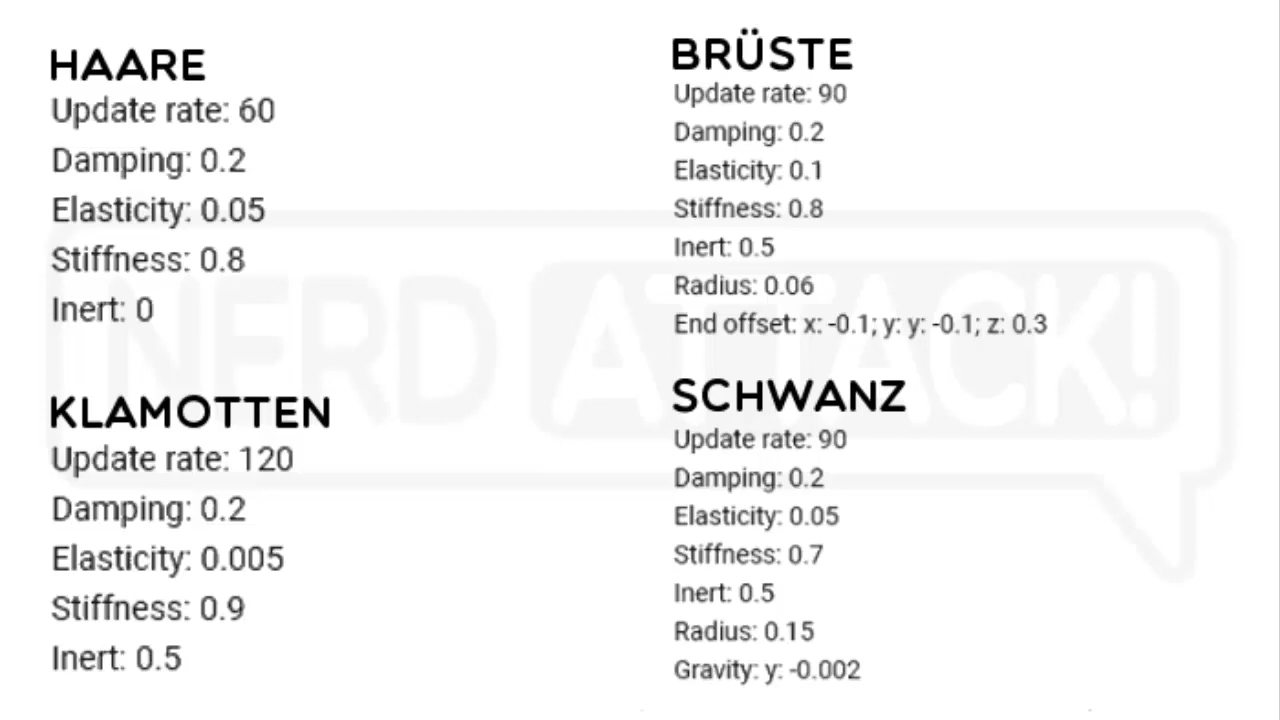 HAARE
Update rate: 60
Damping: 0.2
Elasticity: 0.05
Stiffness: 0.8
Inert: 0
KLAMOTTEN
Update rate: 120
Damping: 0.2
Elasticity: 0.005
Stiffness: 0.9
Inert: 0.5
BRÜSTE
Update rate: 90
Damping: 0.2
Elasticity: 0.1
Stiffness: 0.8
Inert: 0.5
Radius: 0.06
End offset: x: -0.1; y: y: -0.1; z: 0.3
SCHWANZ
Update rate: 90
Damping: 0.2
Elasticity: 0.05
Stiffness: 0.7
Inert: 0.5
Radius: 0.15
Gravity: y: -0.002
NERD ATTACK!